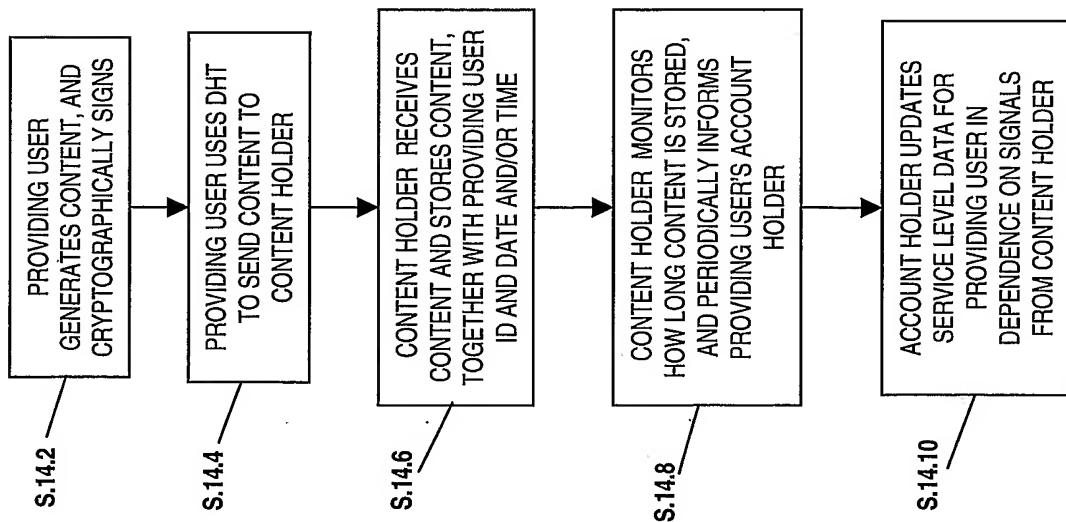 S.14.2
PROVIDING USER
GENERATES CONTENT, AND
CRYPTOGRAPHICALLY SIGNS
S.14.4
PROVIDING USER USES DHT
TO SEND CONTENT TO
CONTENT HOLDER
S.14.6
CONTENT HOLDER RECEIVES
CONTENT AND STORES CONTENT,
TOGETHER WITH PROVIDING USER
ID AND DATE AND/OR TIME
S.14.8
CONTENT HOLDER MONITORS
HOW LONG CONTENT IS STORED,
AND PERIODICALLY INFORMS
PROVIDING USER'S ACCOUNT
HOLDER
S.14.10
ACCOUNT HOLDER UPDATES
SERVICE LEVEL DATA FOR
PROVIDING USER IN
DEPENDENCE ON SIGNALS
FROM CONTENT HOLDER